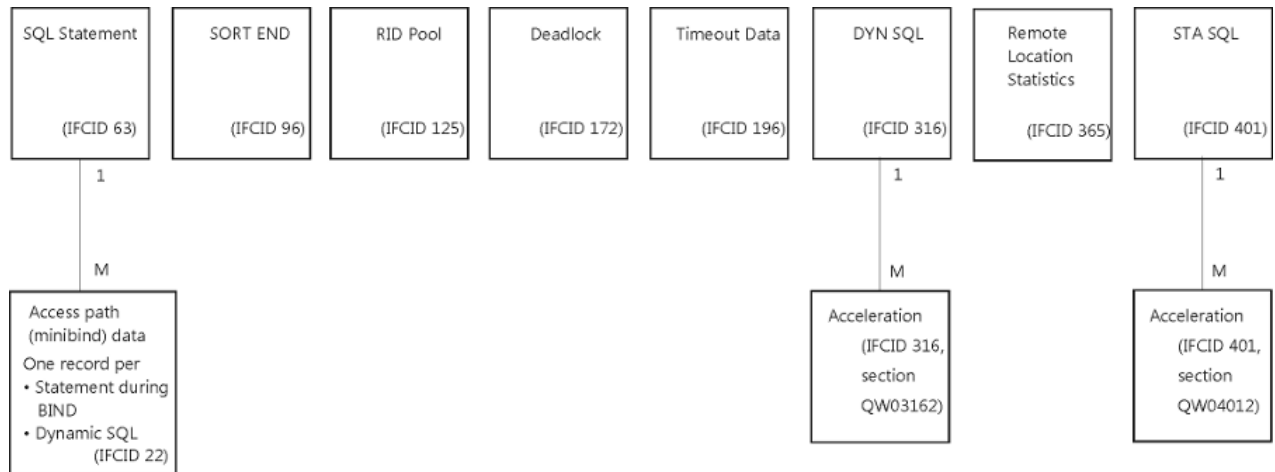 SQL Statement
(IFCID 63)
SORT END
(IFCID 96)
RID Pool
(IFCID 125)
Deadlock
(IFCID 172)
Timeout Data
(IFCID 196)
DYN SQL
(IFCID 316)
Remote
Location
Statistics
(IFCID 365)
STA SQL
(IFCID 401)
1
1
1
M
M
M
Access path
(minibind) data
One record per
• Statement during
BIND
• Dynamic SQL
(IFCID 22)
Acceleration
(IFCID 316,
section
QW03162)
Acceleration
(IFCID 401,
section
QW04012)